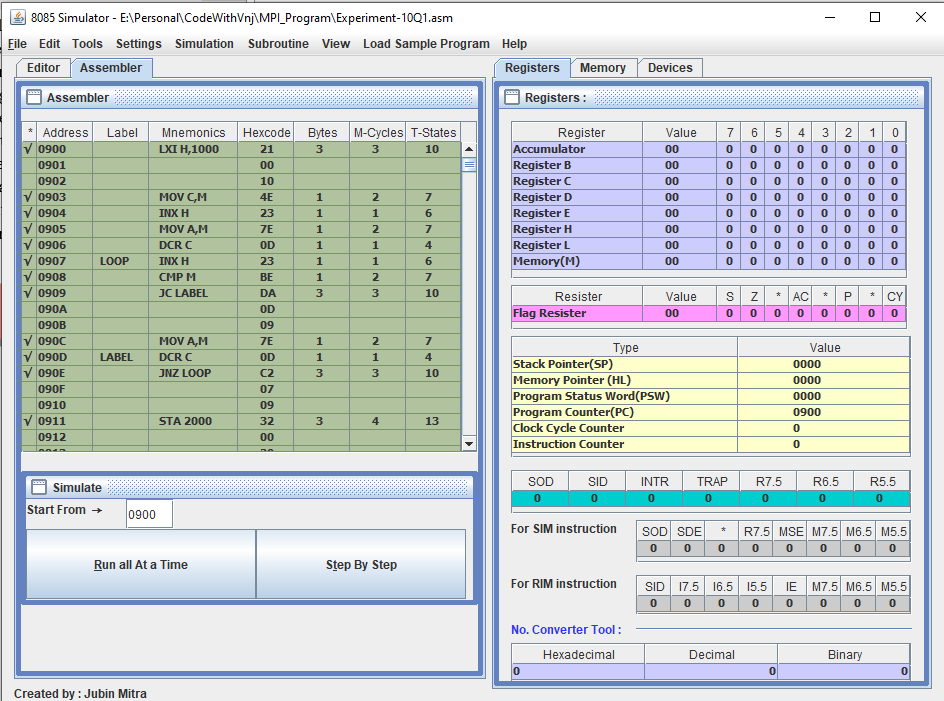 8085 Simulator - E:\Personal\CodeWithVnj\MPI_Program\Experiment-10Q1.asm
File Edit Tools Settings Simulation Subroutine View Load Sample Program Help
Editor Assembler
Assembler
* Address Label Mnemonics Hexcode Bytes M-Cycles T-States
√ 0900 LXI H,1000 21 3 3 10
0901 00
0902 10
√ 0903 MOV C,M 4E 1 2 7
√ 0904 INX H 23 1 1 6
√ 0905 MOV A,M 7E 1 2 7
√ 0906 DCR C 0D 1 1 4
√ 0907 LOOP INX H 23 1 1 6
√ 0908 CMP M BE 1 2 7
√ 0909 JC LABEL DA 3 3 10
090A 0D
090B 09
√ 090C MOV A,M 7E 1 2 7
√ 090D LABEL DCR C 0D 1 1 4
√ 090E JNZ LOOP C2 3 3 10
090F 07
0910 09
√ 0911 STA 2000 32 3 4 13
0912 00
Simulate
Start From → 0900
Run all At a Time Step By Step
Created by : Jubin Mitra
Registers Memory Devices
Registers :
Register Value 7 6 5 4 3 2 1 0
Accumulator 00 0 0 0 0 0 0 0 0
Register B 00 0 0 0 0 0 0 0 0
Register C 00 0 0 0 0 0 0 0 0
Register D 00 0 0 0 0 0 0 0 0
Register E 00 0 0 0 0 0 0 0 0
Register H 00 0 0 0 0 0 0 0 0
Register L 00 0 0 0 0 0 0 0 0
Memory(M) 00 0 0 0 0 0 0 0 0
Resister Value S Z * AC * P * CY
Flag Resister 00 0 0 0 0 0 0 0 0
Type Value
Stack Pointer(SP) 0000
Memory Pointer (HL) 0000
Program Status Word(PSW) 0000
Program Counter(PC) 0900
Clock Cycle Counter 0
Instruction Counter 0
SOD SID INTR TRAP R7.5 R6.5 R5.5
0 0 0 0 0 0 0
For SIM instruction SOD SDE * R7.5 MSE M7.5 M6.5 M5.5
0 0 0 0 0 0 0 0
For RIM instruction SID I7.5 I6.5 I5.5 IE M7.5 M6.5 M5.5
0 0 0 0 0 0 0 0
No. Converter Tool :
Hexadecimal Decimal Binary
0 0 0